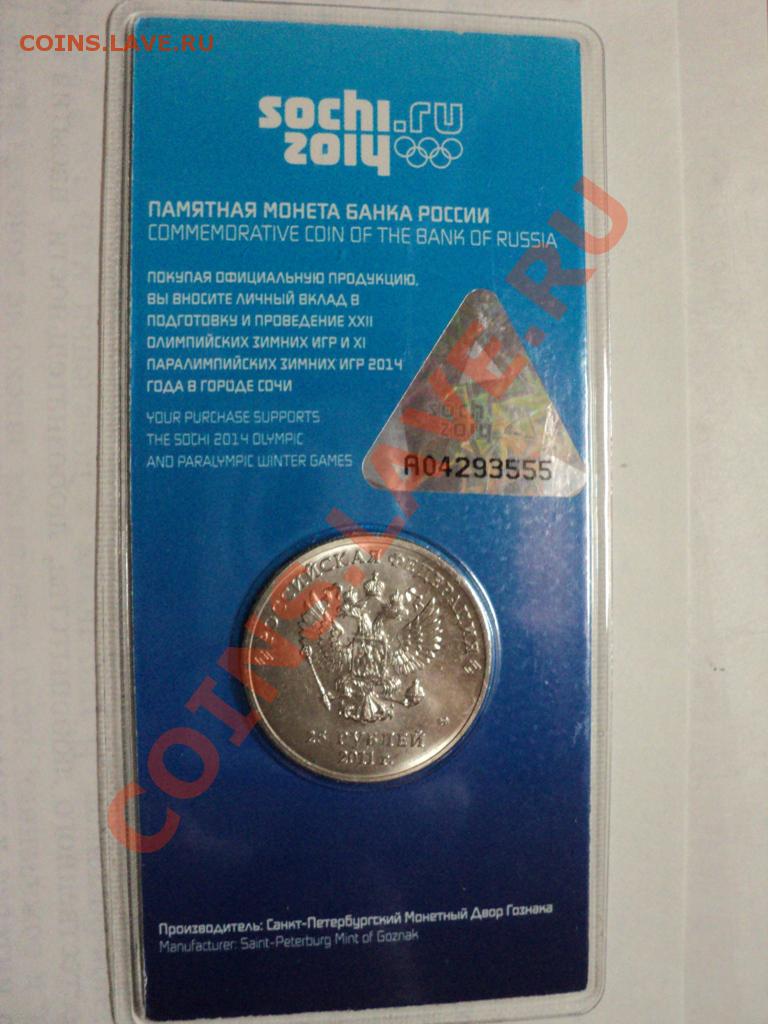 COINS.LAVE.RU
sochi.ru
2014
ПАМЯТНАЯ МОНЕТА БАНКА РОССИИ
COMMEMORATIVE COIN OF THE BANK OF RUSSIA
ПОКУПАЯ ОФИЦИАЛЬНУЮ ПРОДУКЦИЮ,
ВЫ ВНОСИТЕ ЛИЧНЫЙ ВКЛАД В
ПОДГОТОВКУ И ПРОВЕДЕНИЕ XXII
ОЛИМПИЙСКИХ ЗИМНИХ ИГР И XI
ПАРАЛИМПИЙСКИХ ЗИМНИХ ИГР 2014
ГОДА В ГОРОДЕ СОЧИ
YOUR PURCHASE SUPPORTS
THE SOCHI 2014 OLYMPIC
AND PARALYMPIC WINTER GAMES
sochi
2014
A04293555
РОССИЙСКАЯ ФЕДЕРАЦИЯ
25 РУБЛЕЙ
2011 г.
Производитель: Санкт-Петербургский Монетный Двор Гознака
Manufacturer: Saint-Peterburg Mint of Goznak
COINS.LAVE.RU